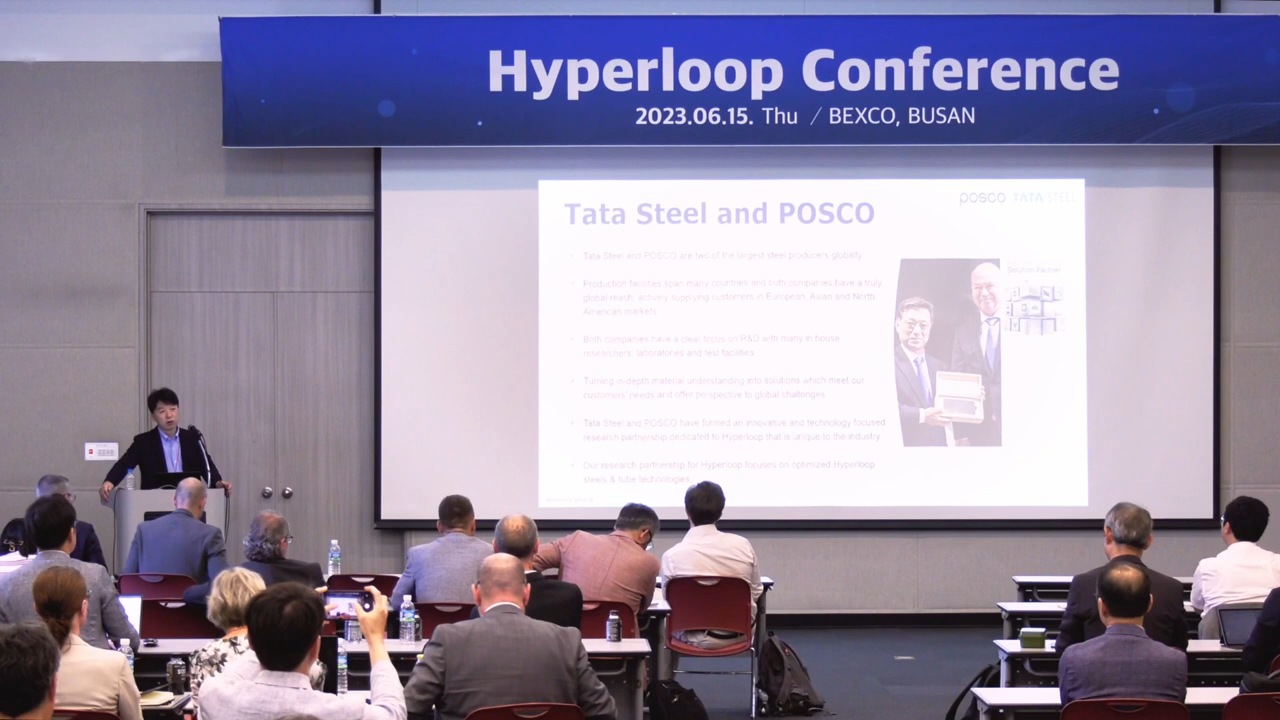 Hyperloop Conference
2023.06.15. Thu / BEXCO, BUSAN
posco TATA STEEL
Tata Steel and POSCO
Tata Steel and POSCO are two of the largest steel producers globally
Production facilities span many countries and both companies have a truly
global reach, actively supplying customers in European, Asian and North
American markets
Both companies have a clear focus on R&D with many in house
researchers, laboratories and test facilities
Turning in-depth material understanding into solutions which meet our
customers' needs and offer perspective to global challenges
Tata Steel and POSCO have formed an innovative and technology focused
research partnership dedicated to Hyperloop that is unique to the industry
Our research partnership for Hyperloop focuses on optimized Hyperloop
steels & tube technologies
Solution Partner